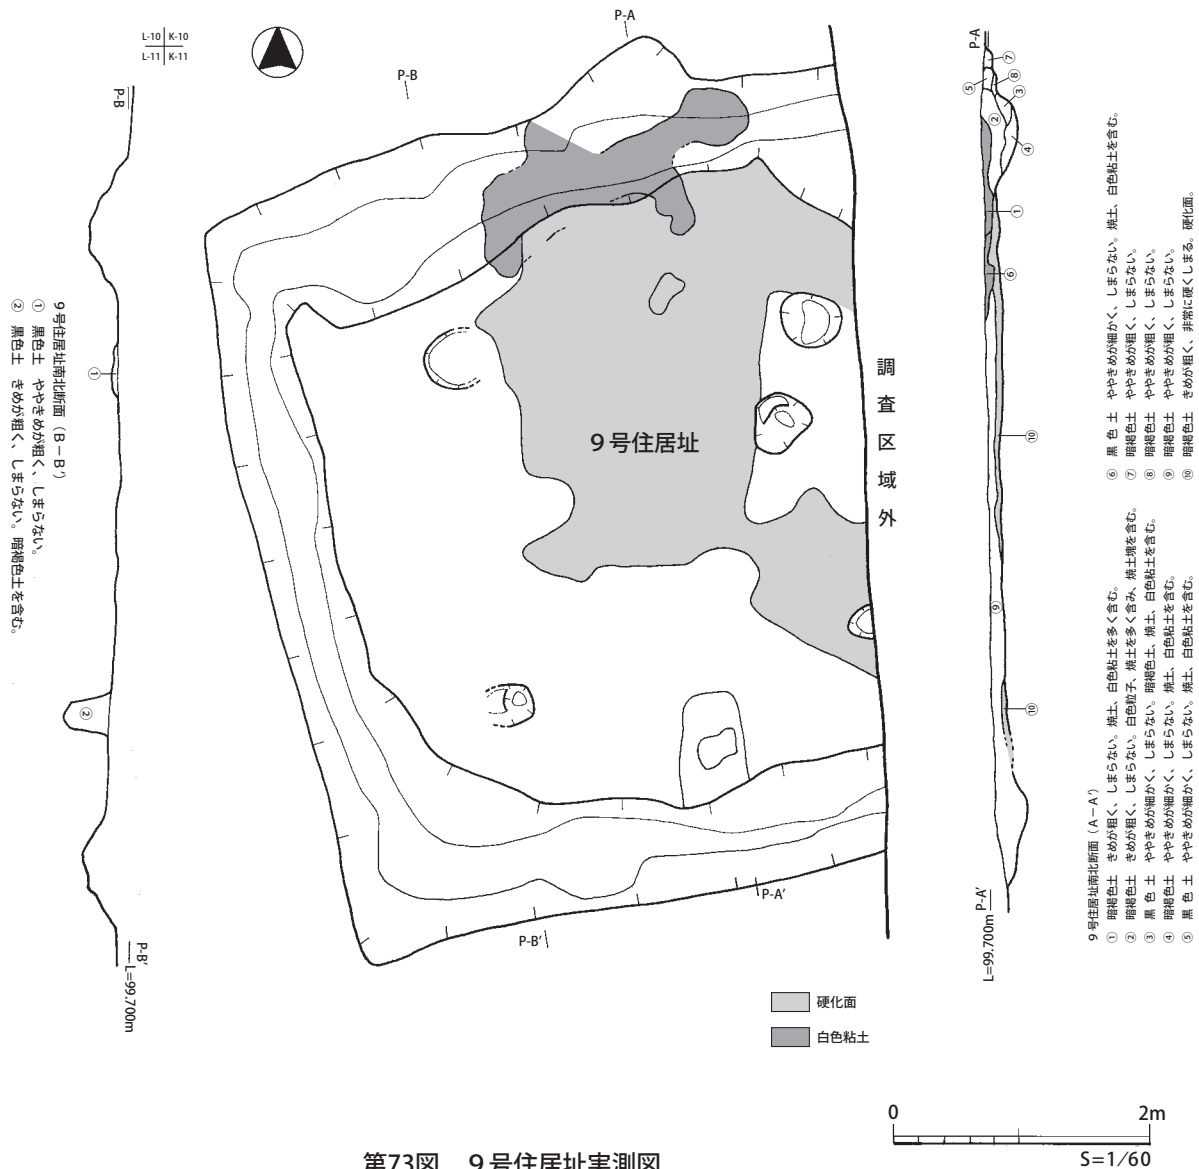 L-10 K-10
L-11 K-11
P-A
P-B
P-B
P-B'
L=99.700m
①
②
9号住居址南北断面（B－B'）
① 黒色土 ややきめが粗く、しまらない。
② 黒色土 きめが粗く、しまらない。暗褐色土を含む。
9号住居址
調査区域外
P-A'
P-B'
P-A
⑦
⑧
⑤
③
②
④
①
⑥
⑩
⑨
⑩
P-A'
L=99.700m
9号住居址南北断面（A－A'）
① 暗褐色土 きめが粗く、しまらない。焼土、白色粘土を多く含む。
② 暗褐色土 きめが粗く、しまらない。白色粒子、焼土を多く含み、焼土塊を含む。
③ 黒色土 ややきめが細かく、しまらない。暗褐色土、焼土、白色粘土を含む。
④ 暗褐色土 ややきめが細かく、しまらない。焼土、白色粘土を含む。
⑤ 黒色土 ややきめが細かく、しまらない。焼土、白色粘土を含む。
⑥ 黒色土 ややきめが細かく、しまらない。焼土、白色粘土を含む。
⑦ 暗褐色土 ややきめが粗く、しまらない。
⑧ 暗褐色土 ややきめが粗く、しまらない。
⑨ 暗褐色土 ややきめが粗く、しまらない。
⑩ 暗褐色土 きめが粗く、非常に硬くしまる。硬化面。
硬化面
白色粘土
0 2m
S=1/60
第73図 9号住居址実測図